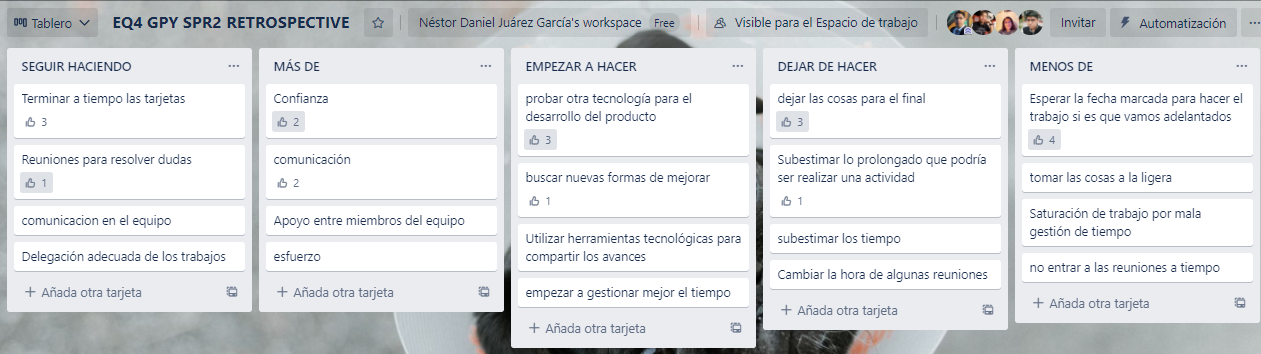 Tablero
EQ4 GPY SPR2 RETROSPECTIVE
Néstor Daniel Juárez García's workspace Free
Visible para el Espacio de trabajo
Invitar
Automatización
SEGUIR HACIENDO
Terminar a tiempo las tarjetas
3
Reuniones para resolver dudas
1
comunicacion en el equipo
Delegación adecuada de los trabajos
+ Añada otra tarjeta
MÁS DE
Confianza
2
comunicación
2
Apoyo entre miembros del equipo
esfuerzo
+ Añada otra tarjeta
EMPEZAR A HACER
probar otra tecnología para el
desarrollo del producto
3
buscar nuevas formas de mejorar
1
Utilizar herramientas tecnológicas para
compartir los avances
empezar a gestionar mejor el tiempo
+ Añada otra tarjeta
DEJAR DE HACER
dejar las cosas para el final
3
Subestimar lo prolongado que podría
ser realizar una actividad
1
subestimar los tiempo
Cambiar la hora de algunas reuniones
+ Añada otra tarjeta
MENOS DE
Esperar la fecha marcada para hacer el
trabajo si es que vamos adelantados
4
tomar las cosas a la ligera
Saturación de trabajo por mala
gestión de tiempo
no entrar a las reuniones a tiempo
+ Añada otra tarjeta